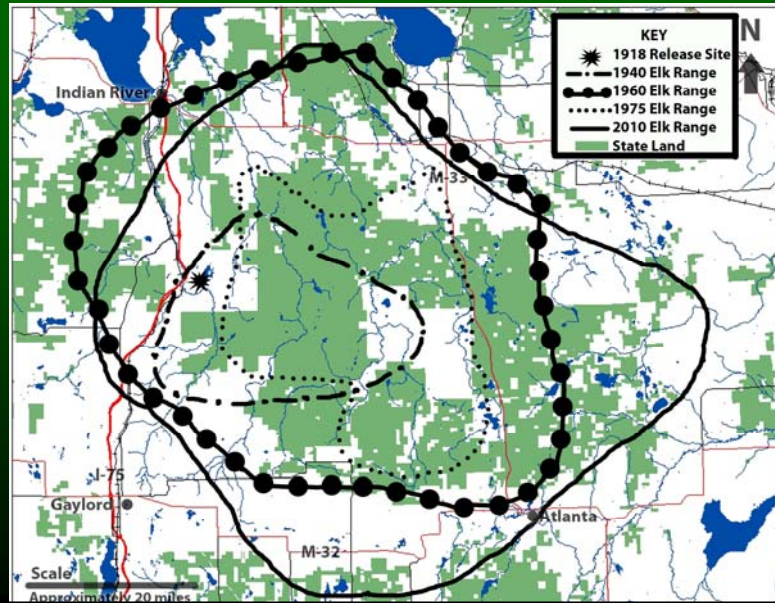 KEY
1918 Release Site
1940 Elk Range
1960 Elk Range
1975 Elk Range
2010 Elk Range
State Land
N
Indian River
M-33
I-75
Gaylord
Atlanta
M-32
Scale
Approximately 20 miles